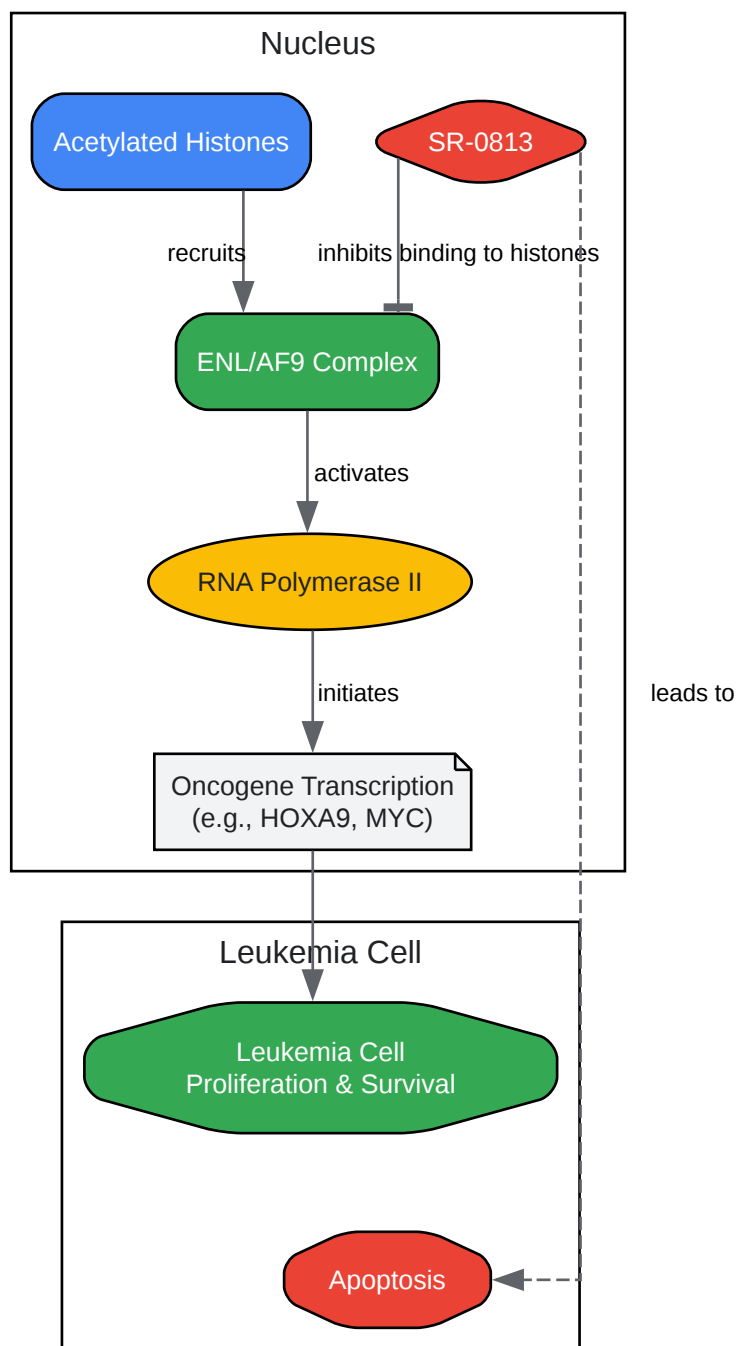 Nucleus
Acetylated Histones
SR-0813
recruits
inhibits binding to histones
ENL/AF9 Complex
activates
RNA Polymerase II
initiates
leads to
Oncogene Transcription
(e.g., HOXA9, MYC)
Leukemia Cell
Leukemia Cell
Proliferation & Survival
Apoptosis